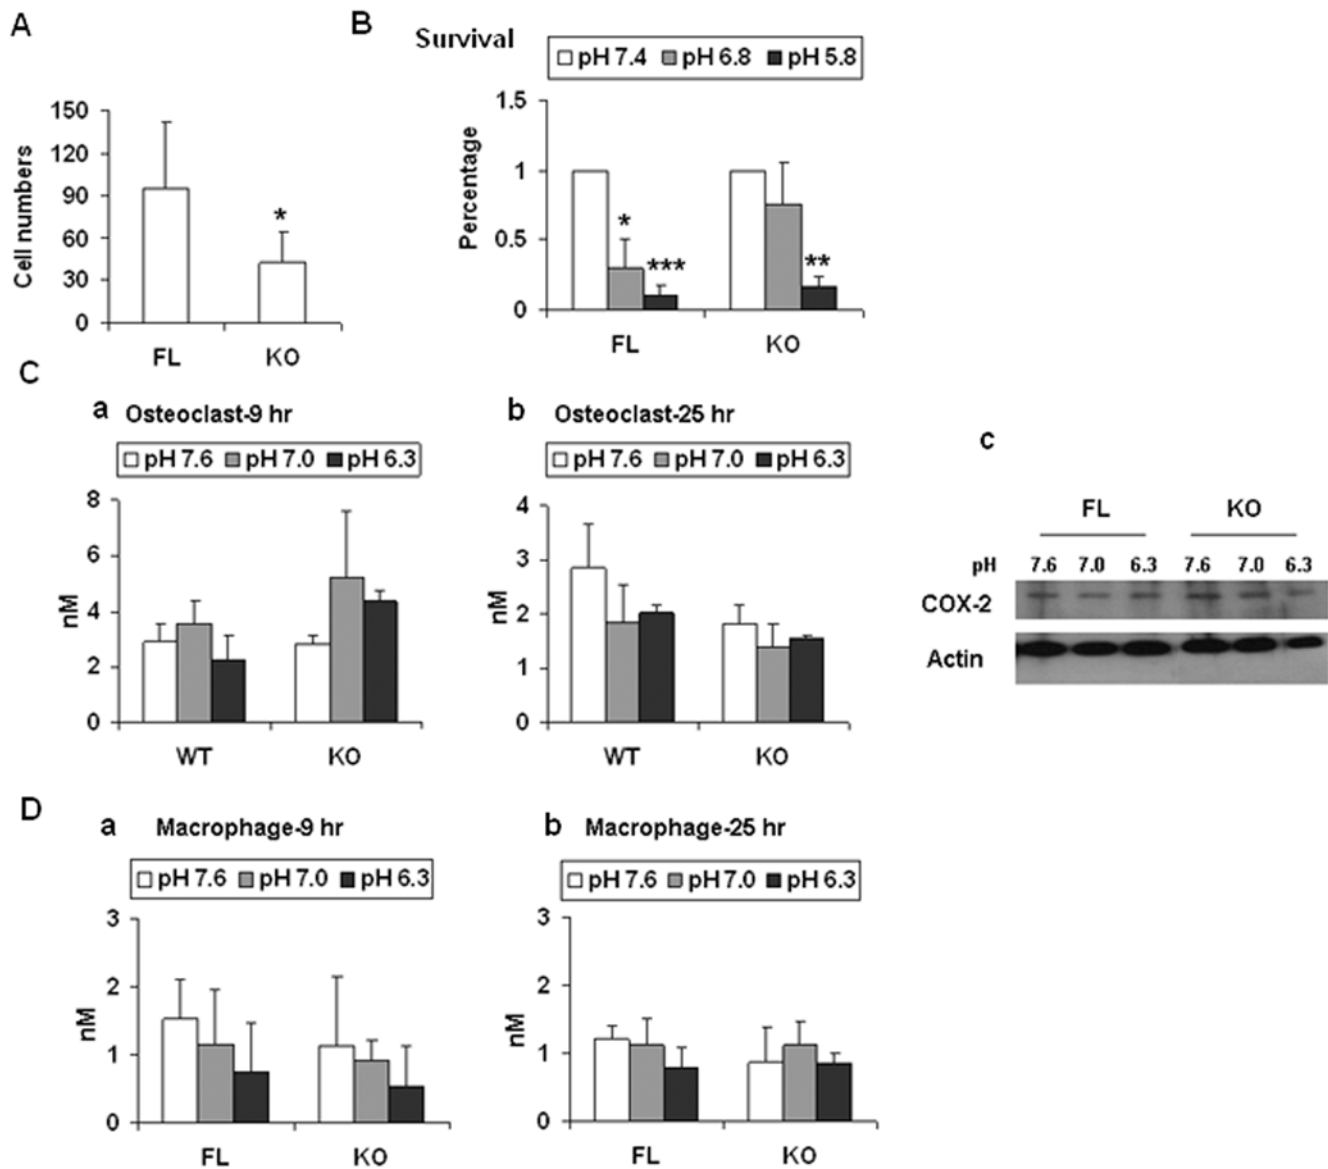 A
Cell numbers
150
120
90
60
30
0
*
FL KO
B
Survival
pH 7.4 pH 6.8 pH 5.8
Percentage
1.5
1
0.5
0
* *** **
FL KO
C
a Osteoclast-9 hr
pH 7.6 pH 7.0 pH 6.3
nM
8
6
4
2
0
WT KO
b Osteoclast-25 hr
pH 7.6 pH 7.0 pH 6.3
nM
4
3
2
1
0
WT KO
c
FL KO
pH 7.6 7.0 6.3 7.6 7.0 6.3
COX-2
Actin
D
a Macrophage-9 hr
pH 7.6 pH 7.0 pH 6.3
nM
3
2
1
0
FL KO
b Macrophage-25 hr
pH 7.6 pH 7.0 pH 6.3
nM
3
2
1
0
FL KO